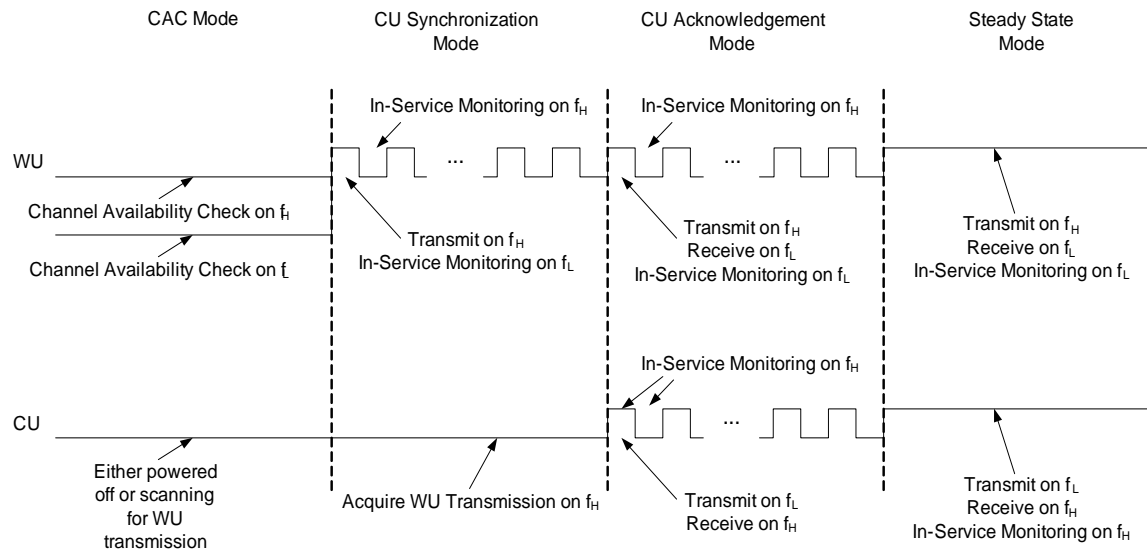 CAC Mode
CU Synchronization
Mode
CU Acknowledgement
Mode
Steady State
Mode
In-Service Monitoring on fH
In-Service Monitoring on fH
WU
...
...
Channel Availability Check on fH
Channel Availability Check on fL
Transmit on fH
In-Service Monitoring on fL
Transmit on fH
Receive on fL
In-Service Monitoring on fL
Transmit on fH
Receive on fL
In-Service Monitoring on fL
In-Service Monitoring on fH
CU
...
Either powered
off or scanning
for WU
transmission
Acquire WU Transmission on fH
Transmit on fL
Receive on fH
Transmit on fL
Receive on fH
In-Service Monitoring on fH